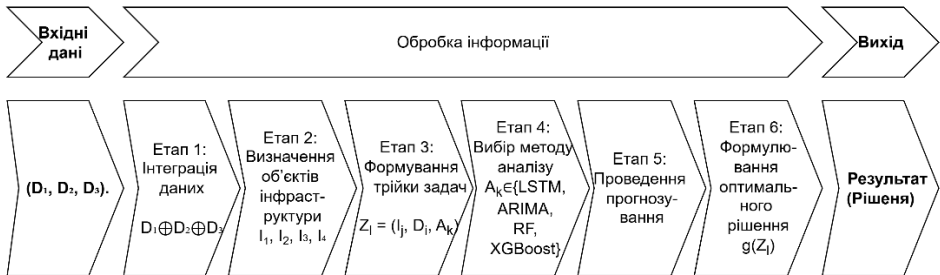 Вхідні
дані
Обробка інформації
Вихід
(D₁, D₂, D₃).
Етап 1:
Інтеграція
даних
D₁⊕D₂⊕D₃
Етап 2:
Визначення
об'єктів
інфраст-
руктури
I₁, I₂, I₃, I₄
Етап 3:
Формування
трійки задач
Zₗ = (Iⱼ, Dᵢ, Aₖ)
Етап 4:
Вибір методу
аналізу
Aₖ∈{LSTM,
ARIMA,
RF,
XGBoost}
Етап 5:
Проведення
прогнозу-
вання
Етап 6:
Формулю-
вання
оптималь-
ного
рішення
g(Zₗ)
Результат
(Рішеня)